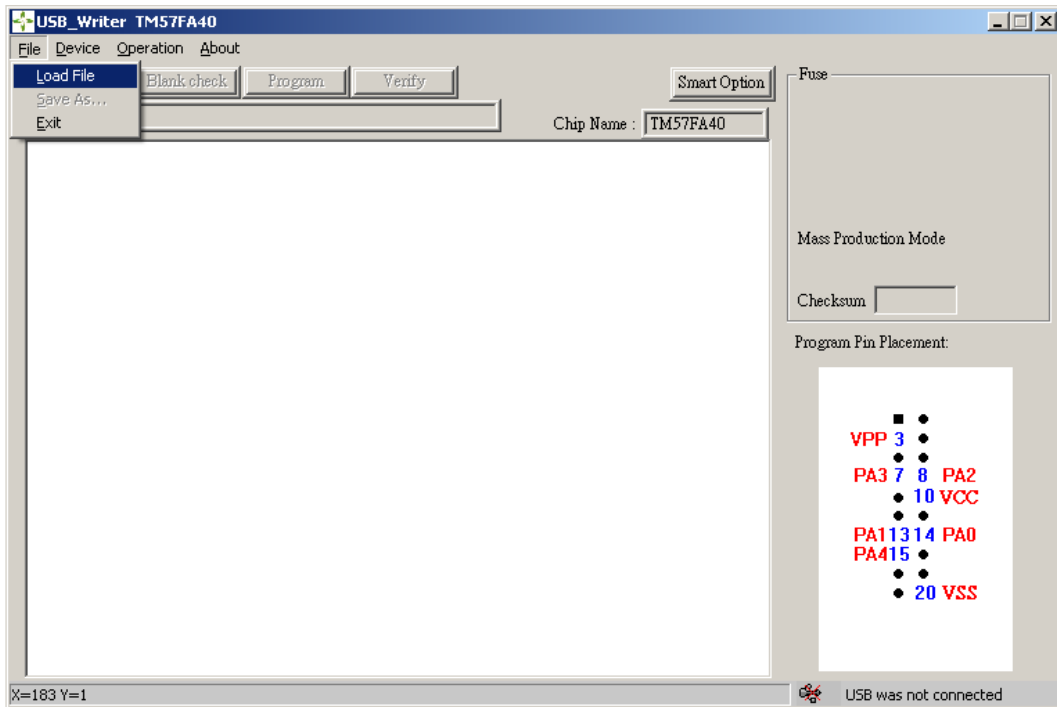 USB_Writer TM57FA40
File Device Operation About
Load File
Save As...
Exit
Blank check Program Verify Smart Option
Chip Name : TM57FA40
Fuse
Mass Production Mode
Checksum
Program Pin Placement:
VPP 3
PA3 7 8 PA2
10 VCC
PA1 13 14 PA0
PA4 15
20 VSS
X=183 Y=1
USB was not connected